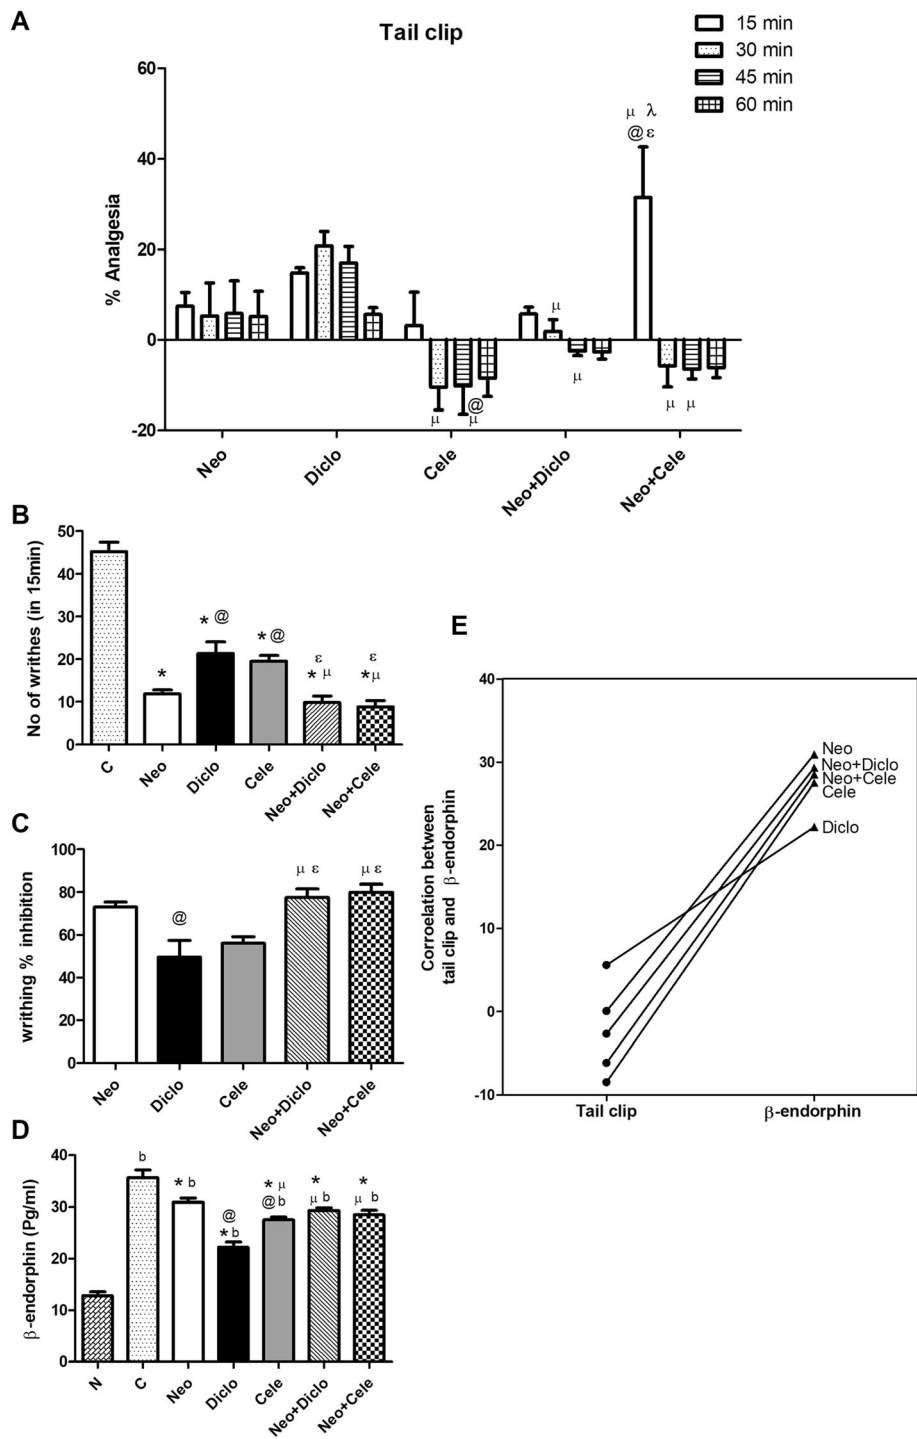 A
Tail clip
15 min
30 min
45 min
60 min
% Analgesia
60
40
20
0
-20
μ λ
@ ε
μ
μ
μ
@
μ
μ μ
Neo
Diclo
Cele
Neo+Diclo
Neo+Cele
B
No of writhes (in 15min)
50
40
30
20
10
0
*
* @
* @
ε
* μ
ε
*μ
C
Neo
Diclo
Cele
Neo+Diclo
Neo+Cele
C
writhing % inhibition
100
80
60
40
20
0
@
μ ε
μ ε
Neo
Diclo
Cele
Neo+Diclo
Neo+Cele
D
β-endorphin (Pg/ml)
40
30
20
10
0
b
* b
@
* b
* μ
@ b
*
μ b
*
μ b
N
C
Neo
Diclo
Cele
Neo+Diclo
Neo+Cele
E
Corroelation between
tail clip and β-endorphin
40
30
20
10
0
-10
Neo
Neo+Diclo
Neo+Cele
Cele
Diclo
Tail clip
β-endorphin